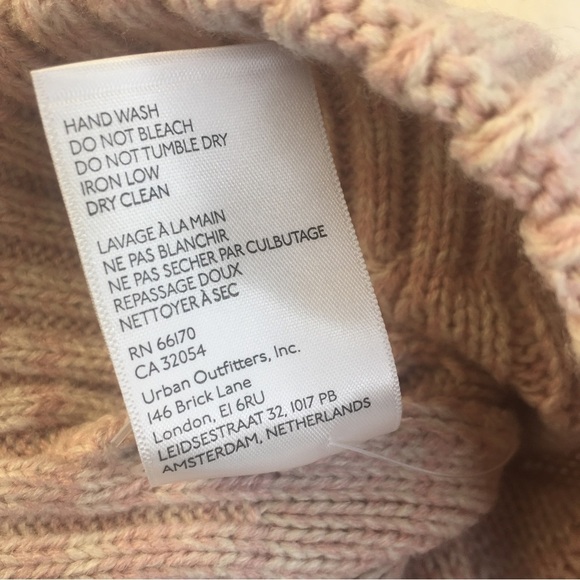 HAND WASH
DO NOT BLEACH
DO NOT TUMBLE DRY
IRON LOW
DRY CLEAN
LAVAGE À LA MAIN
NE PAS BLANCHIR
NE PAS SECHER PAR CULBUTAGE
REPASSAGE DOUX
NETTOYER À SEC
RN 66170
CA 32054
Urban Outfitters, Inc.
146 Brick Lane
London, E1 6RU
LEIDSESTRAAT 32, 1017 PB
AMSTERDAM, NETHERLANDS